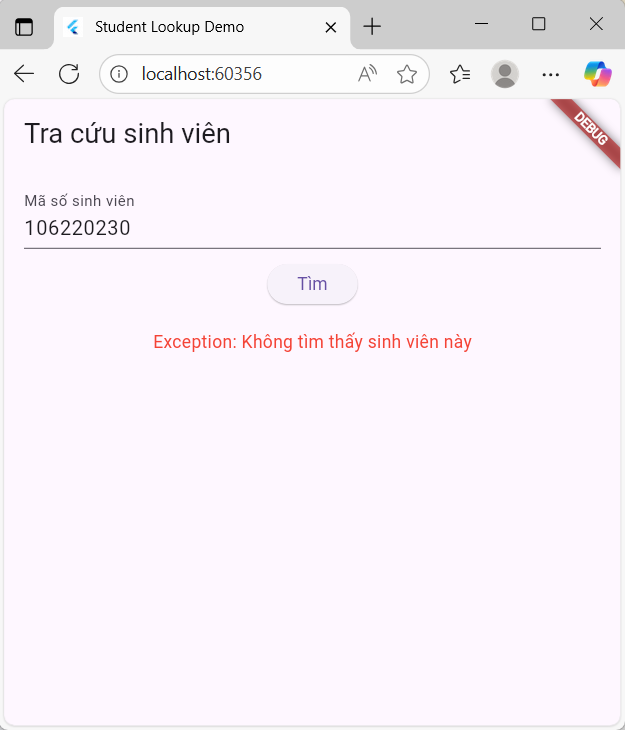 Student Lookup Demo
localhost:60356
DEBUG
Tra cứu sinh viên
Mã số sinh viên
106220230
Tìm
Exception: Không tìm thấy sinh viên này